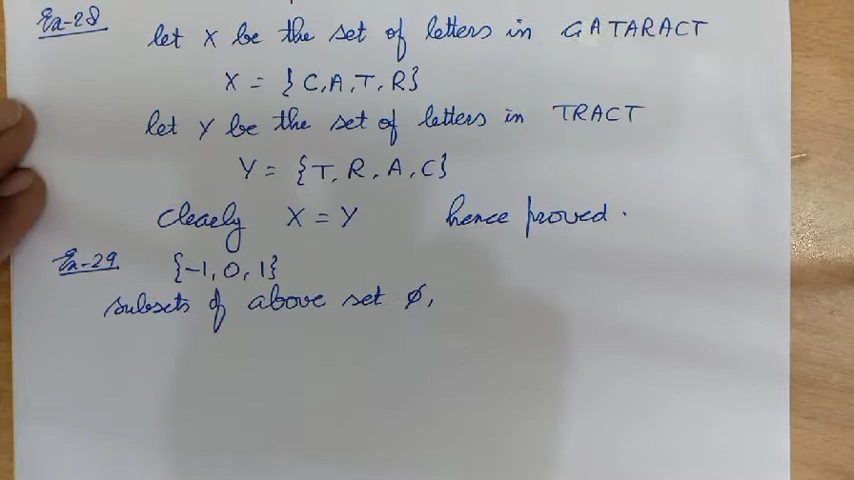 Ex-28 let X be the set of letters in CATARACT
X = {C, A, T, R}
let Y be the set of letters in TRACT
Y = {T, R, A, C}
clearly X = Y hence proved.
Ex-29 {-1, 0, 1}
subsets of above set ∅,